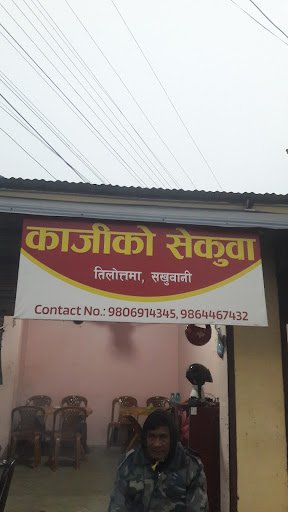 काजीको सेकुवा
तिलोत्तमा, सखुवानी
Contact No.: 9806914345, 9864467432